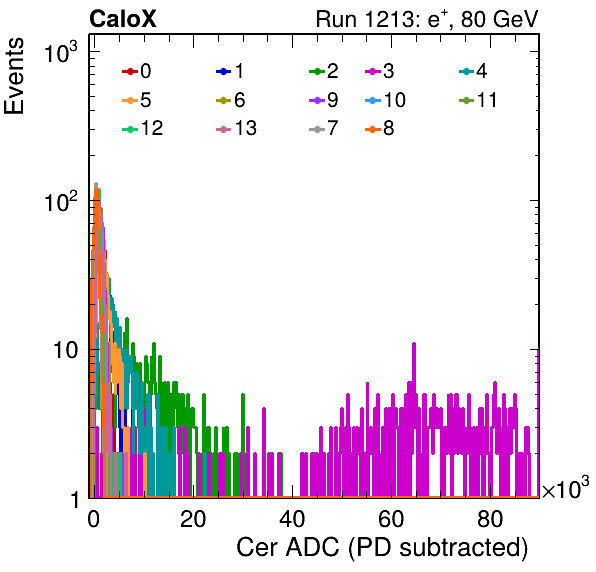 CaloX Run 1213: e⁺, 80 GeV
Events
10³
10²
10
1
0 1 2 3 4
5 6 9 10 11
12 13 7 8
0 20 40 60 80 ×10³
Cer ADC (PD subtracted)